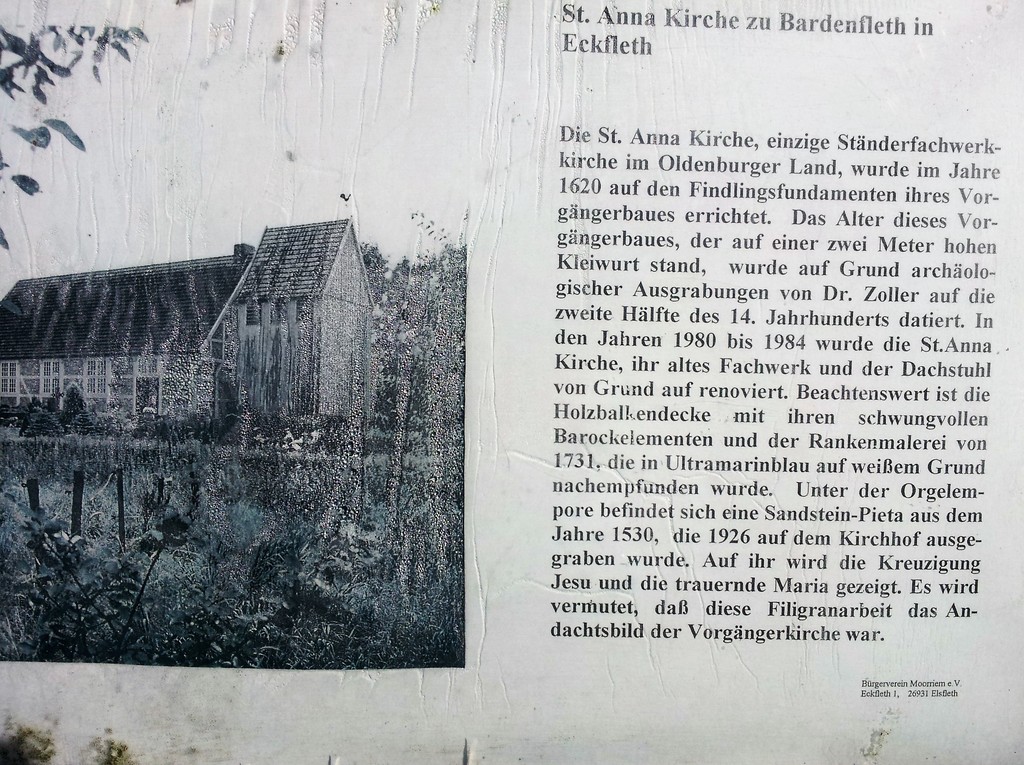 St. Anna Kirche zu Bardenfleth in
Eckfleth
Die St. Anna Kirche, einzige Ständerfachwerk-
kirche im Oldenburger Land, wurde im Jahre
1620 auf den Findlingsfundamenten ihres Vor-
gängerbaues errichtet. Das Alter dieses Vor-
gängerbaues, der auf einer zwei Meter hohen
Kleiwurt stand, wurde auf Grund archäolo-
gischer Ausgrabungen von Dr. Zoller auf die
zweite Hälfte des 14. Jahrhunderts datiert. In
den Jahren 1980 bis 1984 wurde die St.Anna
Kirche, ihr altes Fachwerk und der Dachstuhl
von Grund auf renoviert. Beachtenswert ist die
Holzbalkendecke mit ihren schwungvollen
Barockelementen und der Rankenmalerei von
1731, die in Ultramarinblau auf weißem Grund
nachempfunden wurde. Unter der Orgelem-
pore befindet sich eine Sandstein-Pieta aus dem
Jahre 1530, die 1926 auf dem Kirchhof ausge-
graben wurde. Auf ihr wird die Kreuzigung
Jesu und die trauernde Maria gezeigt. Es wird
vermutet, daß diese Filigranarbeit das An-
dachtsbild der Vorgängerkirche war.
Bürgerverein Moorriem e.V.
Eckfleth 1, 26931 Elsfleth